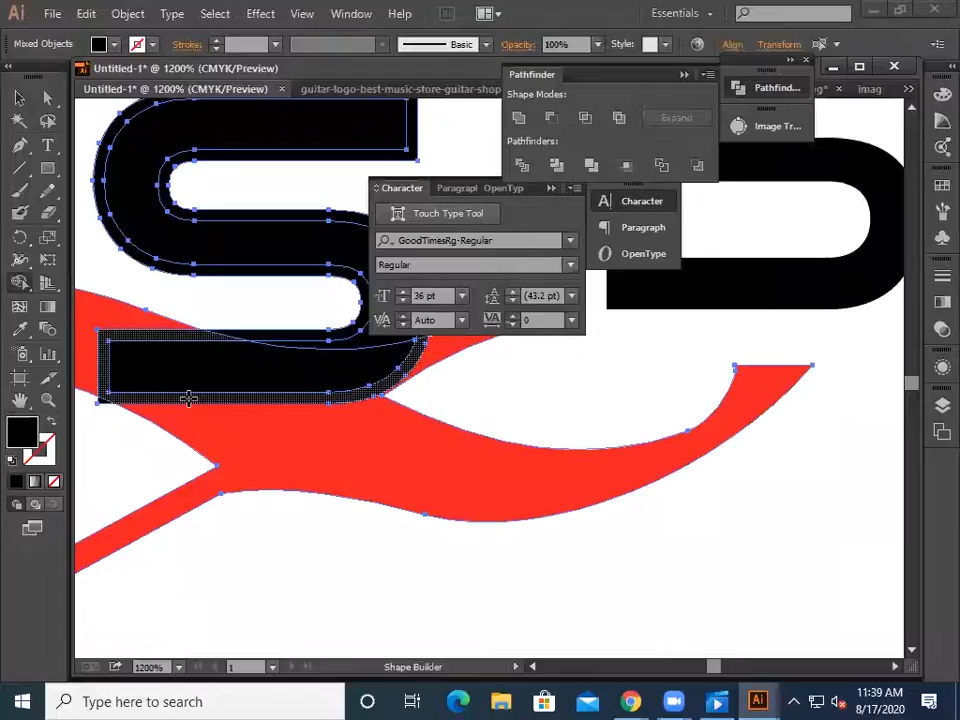 Ai File Edit Object Type Select Effect View Window Help Essentials
Mixed Objects Stroke: Basic Opacity: 100% Style: Align Transform
Untitled-1* @ 1200% (CMYK/Preview)
Untitled-1* @ 1200% (CMYK/Preview) × guitar-logo-best-music-store-guitar-shop imag
Pathfinder
Shape Modes:
Expand
Pathfinders:
Pathfind...
Image Tr...
Character Paragrapl OpenTyp
Touch Type Tool
GoodTimesRg-Regular
Regular
36 pt (43.2 pt)
Auto 0
Character
Paragraph
OpenType
1200% 1 Shape Builder
Type here to search
11:39 AM
8/17/2020